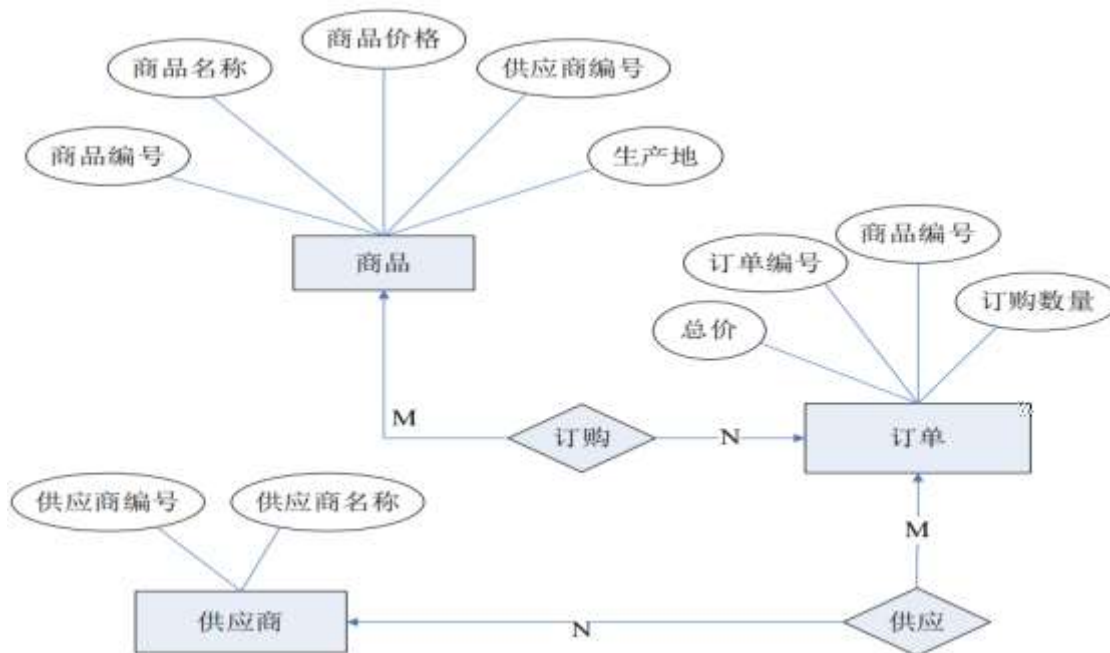 商品价格
商品名称
供应商编号
商品编号
生产地
商品
商品编号
订单编号
订购数量
总价
M
订购
N
订单
供应商编号
供应商名称
M
供应商
N
供应